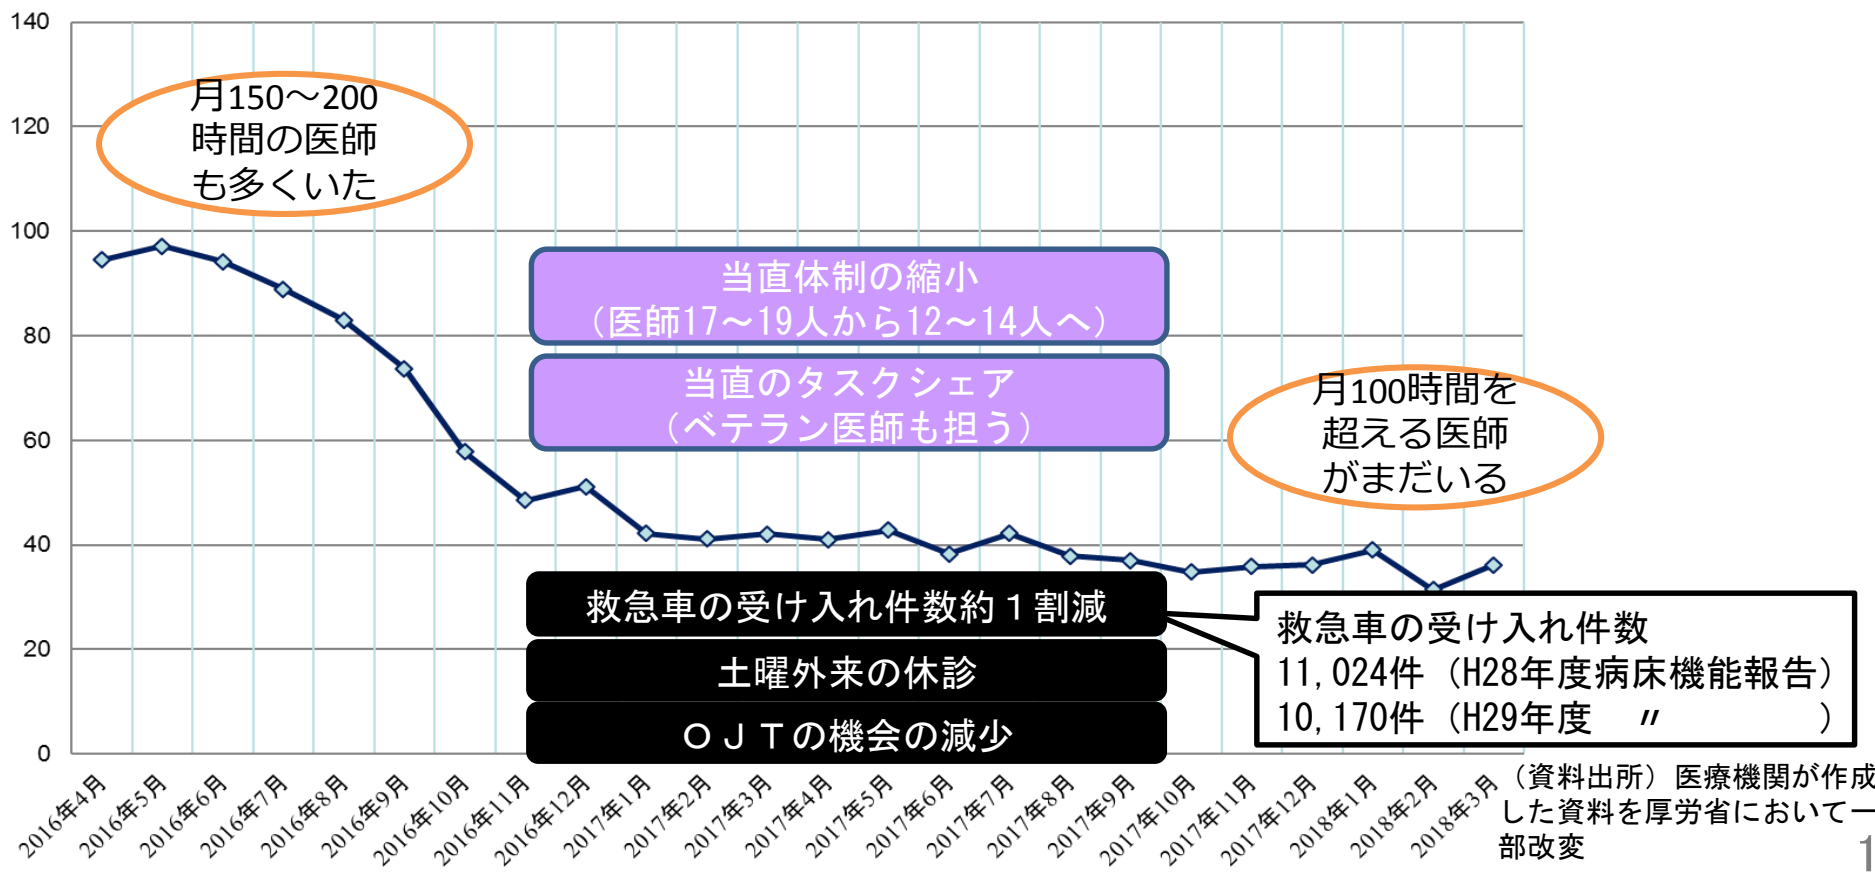 140
120
100
80
60
40
20
0
月150～200
時間の医師
も多くいた
当直体制の縮小
（医師17～19人から12～14人へ）
当直のタスクシェア
（ベテラン医師も担う）
月100時間を
超える医師
がまだいる
救急車の受け入れ件数約１割減
土曜外来の休診
ＯＪＴの機会の減少
救急車の受け入れ件数
11,024件（H28年度病床機能報告）
10,170件（H29年度　〃　）
2016年4月
2016年5月
2016年6月
2016年7月
2016年8月
2016年9月
2016年10月
2016年11月
2016年12月
2017年1月
2017年2月
2017年3月
2017年4月
2017年5月
2017年6月
2017年7月
2017年8月
2017年9月
2017年10月
2017年11月
2017年12月
2018年1月
2018年2月
2018年3月
（資料出所）医療機関が作成
した資料を厚労省において一
部改変
1